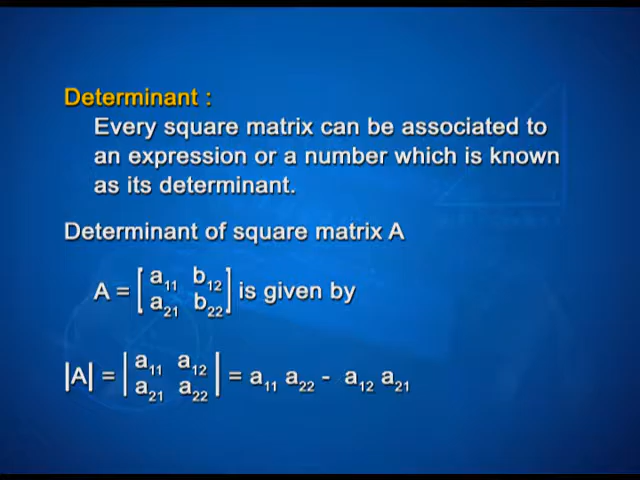 Determinant :
Every square matrix can be associated to
an expression or a number which is known
as its determinant.
Determinant of square matrix A
A = [a₁₁ b₁₂
a₂₁ b₂₂] is given by
|A| = |a₁₁ a₁₂
a₂₁ a₂₂| = a₁₁ a₂₂ - a₁₂ a₂₁